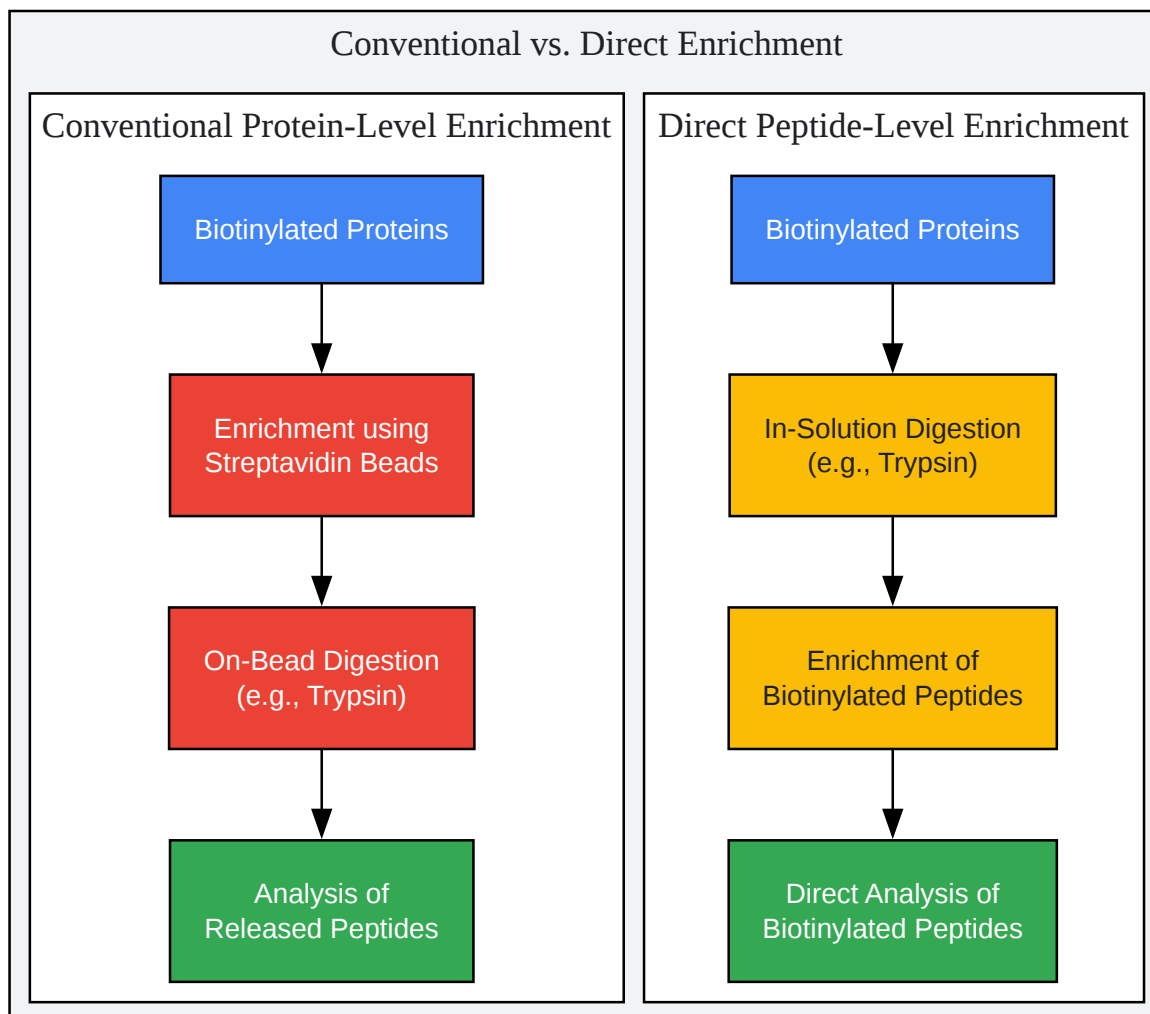 Conventional vs. Direct Enrichment
Conventional Protein-Level Enrichment
Biotinylated Proteins
Enrichment using
Streptavidin Beads
On-Bead Digestion
(e.g., Trypsin)
Analysis of
Released Peptides
Direct Peptide-Level Enrichment
Biotinylated Proteins
In-Solution Digestion
(e.g., Trypsin)
Enrichment of
Biotinylated Peptides
Direct Analysis of
Biotinylated Peptides